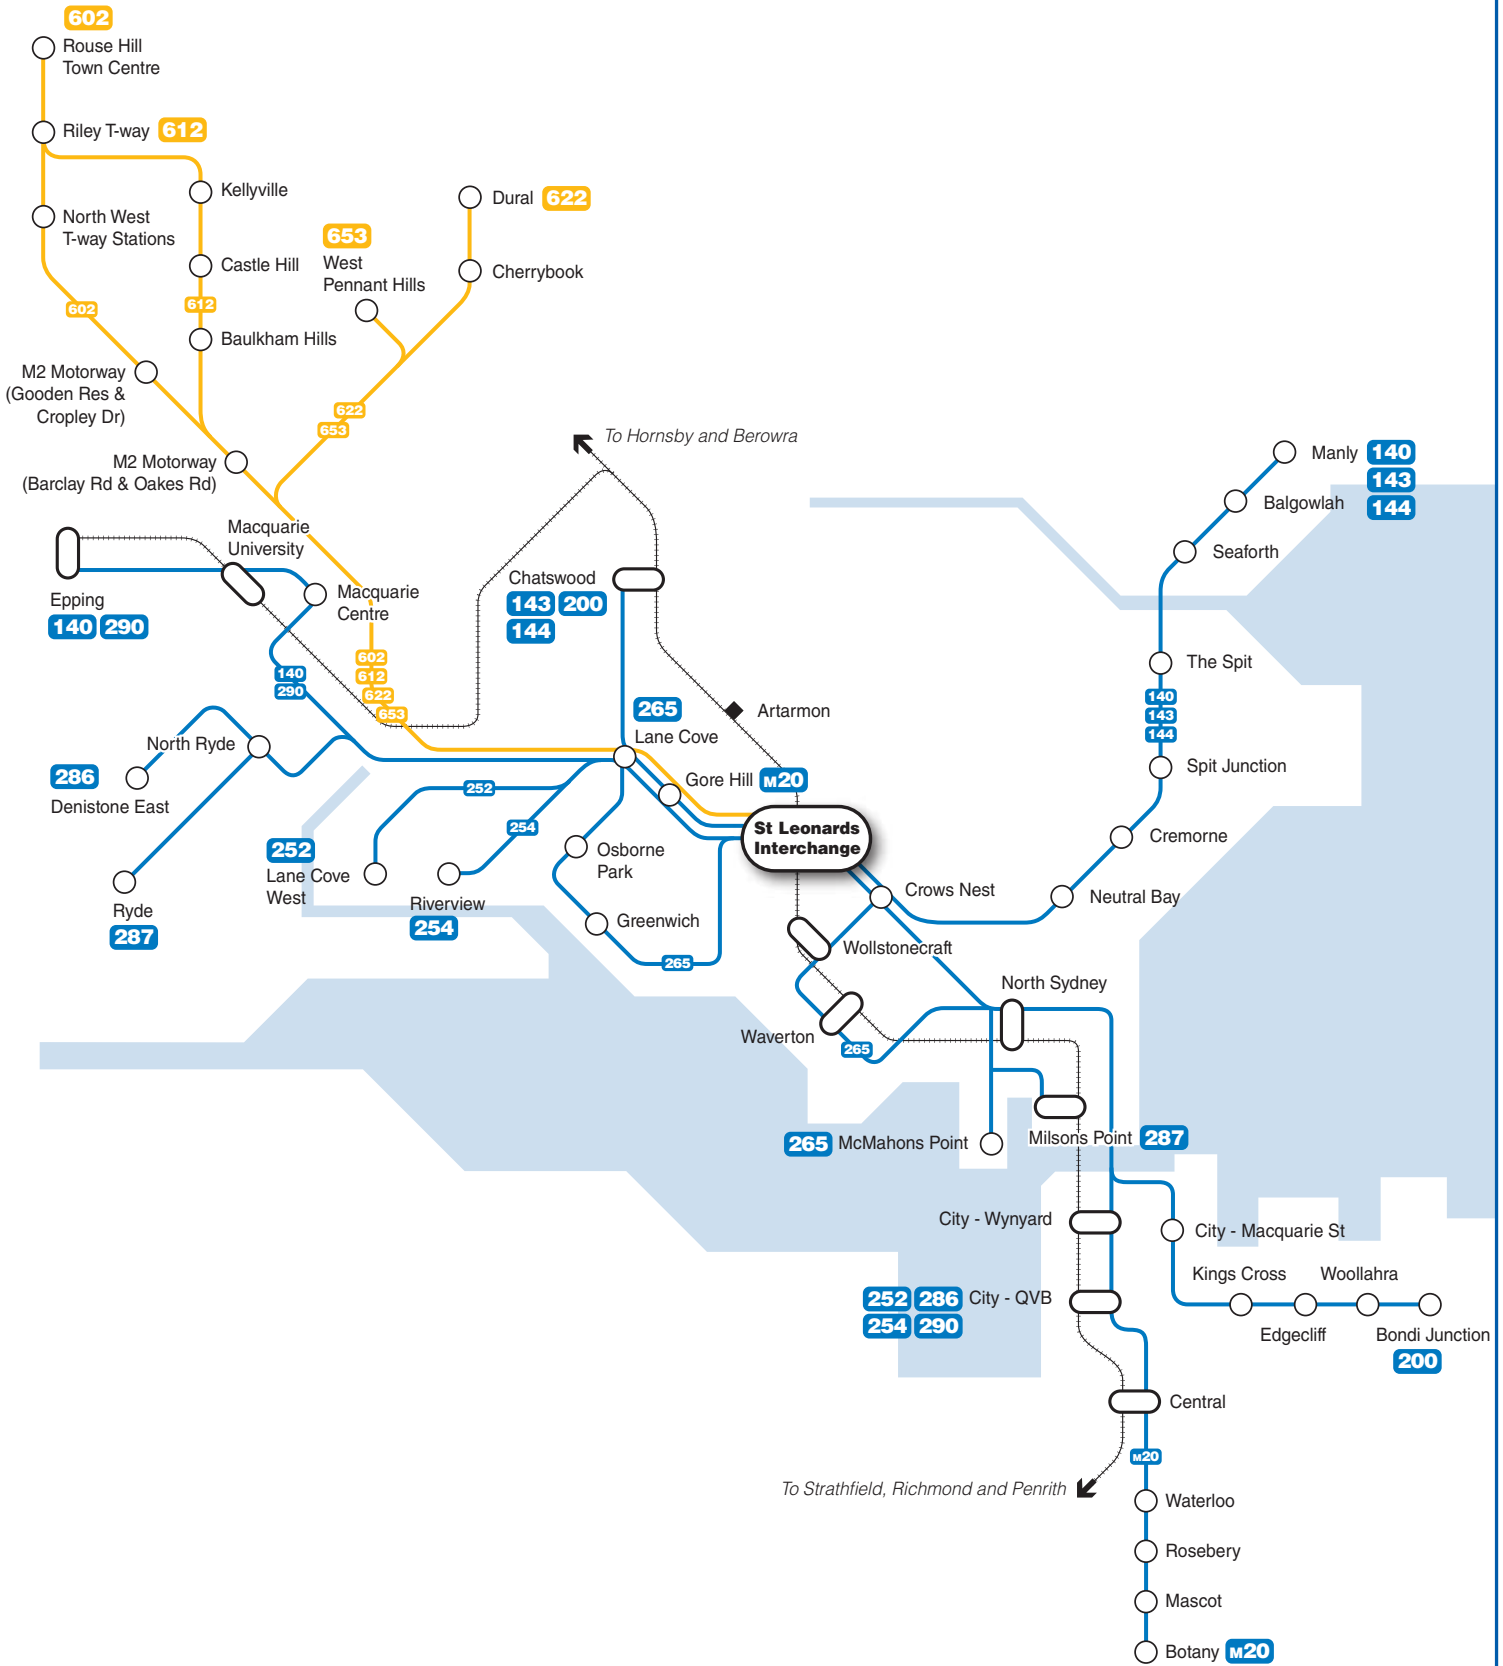 602
Rouse Hill
Town Centre
Riley T-way 612
Kellyville
North West
T-way Stations
Castle Hill
602
612
Baulkham Hills
653
West
Pennant Hills
Dural 622
Cherrybook
M2 Motorway
(Gooden Res &
Cropley Dr)
622
653
M2 Motorway
(Barclay Rd & Oakes Rd)
To Hornsby and Berowra
Manly 140
143
144
Balgowlah
Seaforth
Macquarie
University
Epping
140 290
Macquarie
Centre
Chatswood
143 200
144
602
612
622
653
140
290
The Spit
140
143
144
Spit Junction
Cremorne
Neutral Bay
265
Lane Cove
Artarmon
North Ryde
286
Denistone East
Gore Hill M20
252
254
St Leonards
Interchange
252
Lane Cove
West
Riverview
254
Osborne
Park
Greenwich
265
Ryde
287
Crows Nest
Wollstonecraft
North Sydney
Waverton
265
265 McMahons Point
Milsons Point 287
City - Wynyard
City - Macquarie St
Kings Cross
Woollahra
252 286 City - QVB
254 290
Edgecliff
Bondi Junction
200
Central
M20
To Strathfield, Richmond and Penrith
Waterloo
Rosebery
Mascot
Botany M20